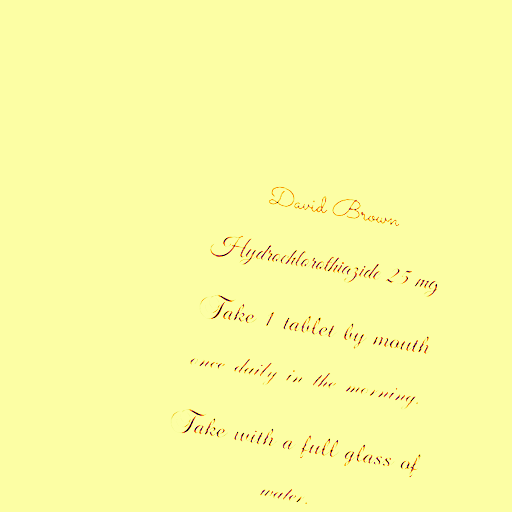 David Brown
Hydrochlorothiazide 25 mg
Take 1 tablet by mouth
once daily in the morning.
Take with a full glass of
water.